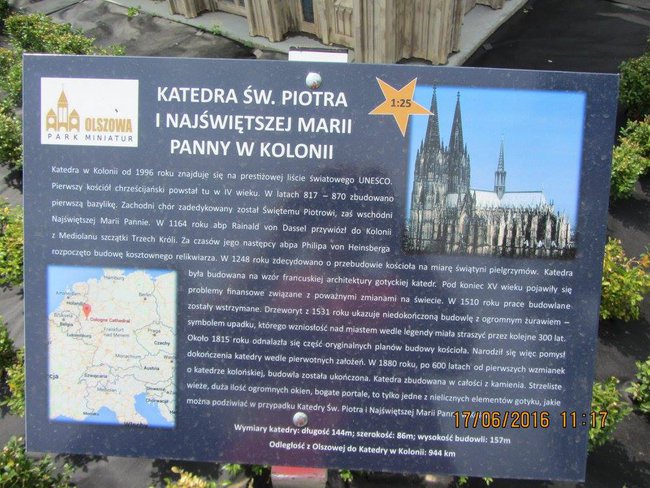 OLSZOWA
PARK MINIATUR
KATEDRA ŚW. PIOTRA
I NAJŚWIĘTSZEJ MARII
PANNY W KOLONII
1:25
Katedra w Kolonii od 1996 roku znajduje się na prestiżowej liście światowego UNESCO.
Pierwszy kościół chrześcijański powstał tu w IV wieku. W latach 817 – 870 zbudowano
pierwszą bazylikę. Zachodni chór zadedykowany został Świętemu Piotrowi, zaś wschodni
Najświętszej Marii Pannie. W 1164 roku abp Rainald von Dassel przywiózł do Kolonii
z Mediolanu szczątki Trzech Króli. Za czasów jego następcy abpa Philipa von Heinsberga
rozpoczęto budowę kosztownego relikwiarza. W 1248 roku zdecydowano o przebudowie kościoła na miarę świątyni pielgrzymów. Katedra
była budowana na wzór francuskiej architektury gotyckiej katedr. Pod koniec XV wieku pojawiły się
problemy finansowe związane z poważnymi zmianami na świecie. W 1510 roku prace budowlane
zostały wstrzymane. Drzeworyt z 1531 roku ukazuje niedokończoną budowlę z ogromnym żurawiem –
symbolem upadku, którego wzniosłość nad miastem wedle legendy miała straszyć przez kolejne 300 lat.
Około 1815 roku odnalazła się część oryginalnych planów budowy kościoła. Narodził się więc pomysł
dokończenia katedry wedle pierwotnych założeń. W 1880 roku, po 600 latach od pierwszych wzmianek
o katedrze kolońskiej, budowla została ukończona. Katedra zbudowana w całości z kamienia. Strzeliste
wieże, duża ilość ogromnych okien, bogate portale, to tylko jedne z nielicznych elementów gotyku, jakie
można podziwiać w przypadku Katedry Św. Piotra i Najświętszej Marii Pann
Wymiary katedry: długość 144m; szerokość: 86m; wysokość budowli: 157m
Odległość z Olszowej do Katedry w Kolonii: 944 km
Hamburg
Holandia
Cologne Cathedral
Frankfurt
Czechy
Monachium
Szwajcaria
17/06/2016 11:17